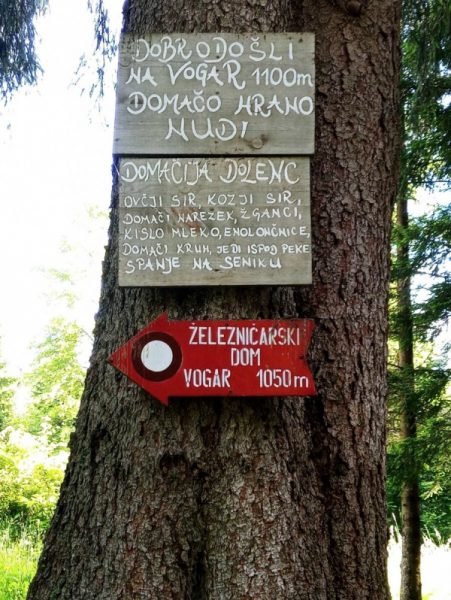 DOBRODOŠLI
NA VOGAR 1100m
DOMAČO HRANO
NUDI
DOMAČIJA DOLENC
OVČJI SIR, KOZJI SIR,
DOMAČI NAREZEK, ŽGANCI,
KISLO MLEKO, ENOLONČNICE,
DOMAČI KRUH, JEDI ISPOD PEKE
SPANJE NA SENIKU
ŽELEZNIČARSKI
DOM
VOGAR 1050m